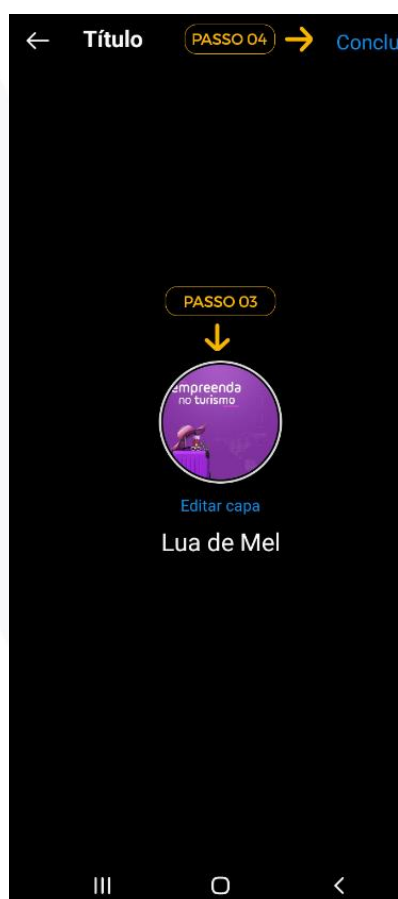 Título PASSO 04 Conclu
PASSO 03
empreenda
no turismo
Editar capa
Lua de Mel